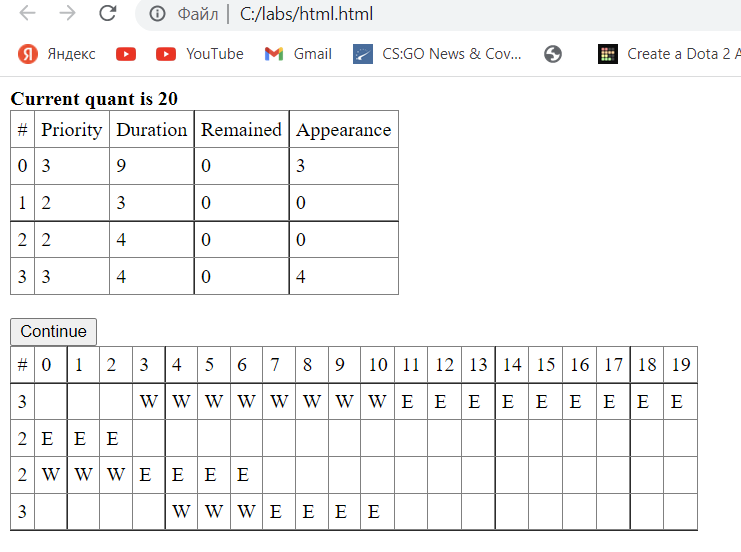 Файл C:/labs/html.html
Яндекс YouTube Gmail CS:GO News & Cov... Create a Dota 2 A
Current quant is 20
# Priority Duration Remained Appearance
0 3 9 0 3
1 2 3 0 0
2 2 4 0 0
3 3 4 0 4
Continue
# 0 1 2 3 4 5 6 7 8 9 10 11 12 13 14 15 16 17 18 19
3 W W W W W W W W E E E E E E E E E
2 E E E
2 W W W E E E E
3 W W W E E E E